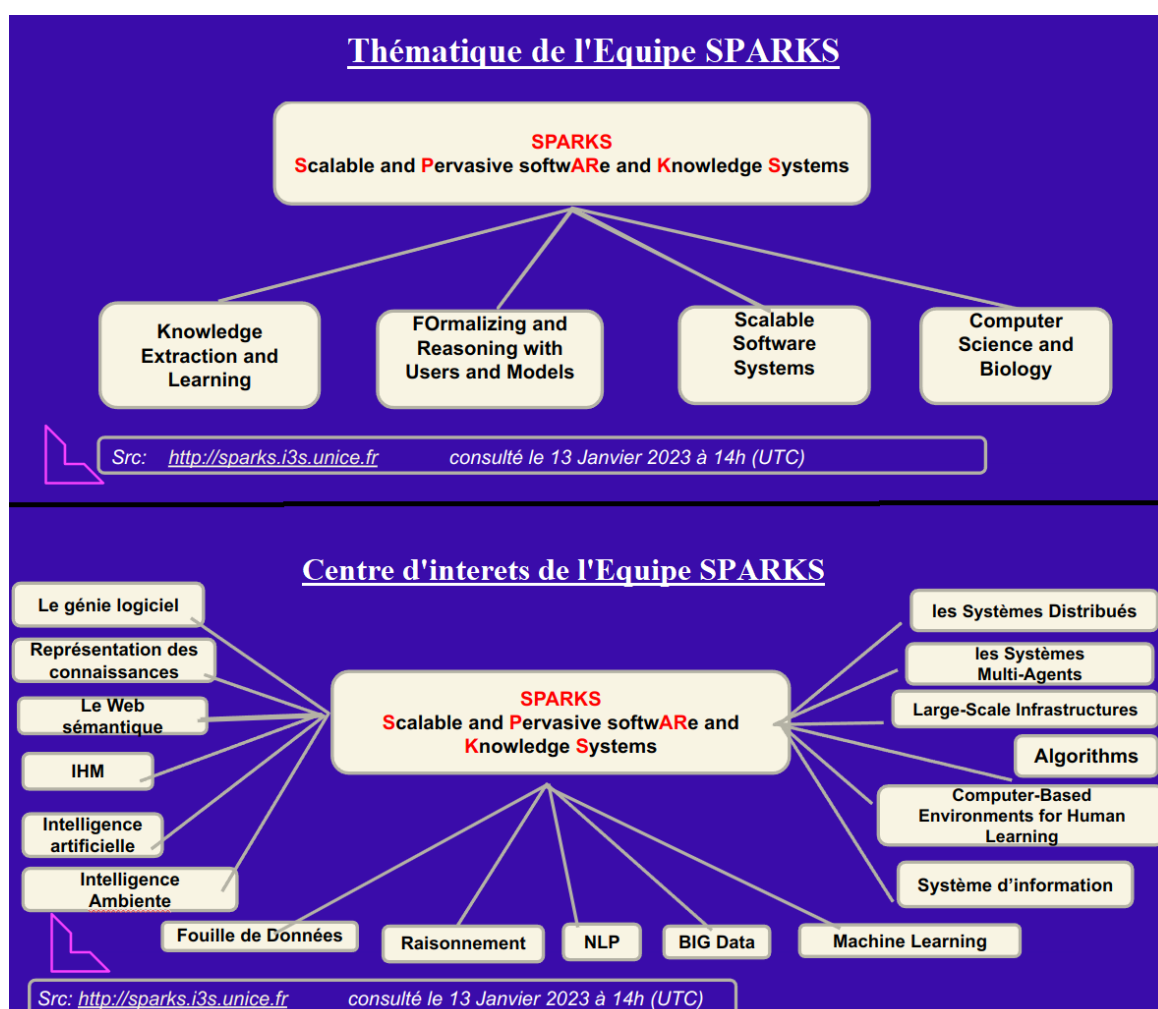 Thématique de l'Equipe SPARKS
SPARKS
Scalable and Pervasive softwARe and Knowledge Systems
Knowledge
Extraction and
Learning
FOrmalizing and
Reasoning with
Users and Models
Scalable
Software
Systems
Computer
Science and
Biology
Src: http://sparks.i3s.unice.fr consulté le 13 Janvier 2023 à 14h (UTC)
Centre d'interets de l'Equipe SPARKS
Le génie logiciel
Représentation des
connaissances
Le Web
sémantique
IHM
Intelligence
artificielle
Intelligence
Ambiente
SPARKS
Scalable and Pervasive softwARe and
Knowledge Systems
les Systèmes Distribués
les Systèmes
Multi-Agents
Large-Scale Infrastructures
Algorithms
Computer-Based
Environments for Human
Learning
Système d'information
Fouille de Données
Raisonnement
NLP
BIG Data
Machine Learning
Src: http://sparks.i3s.unice.fr consulté le 13 Janvier 2023 à 14h (UTC)